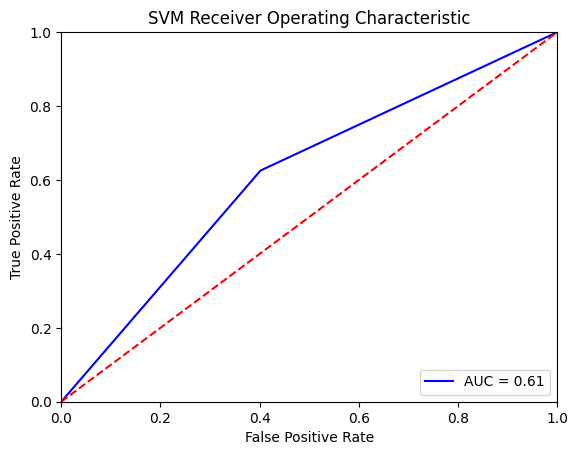 SVM Receiver Operating Characteristic
True Positive Rate
1.0
0.8
0.6
0.4
0.2
0.0
AUC = 0.61
0.0 0.2 0.4 0.6 0.8 1.0
False Positive Rate